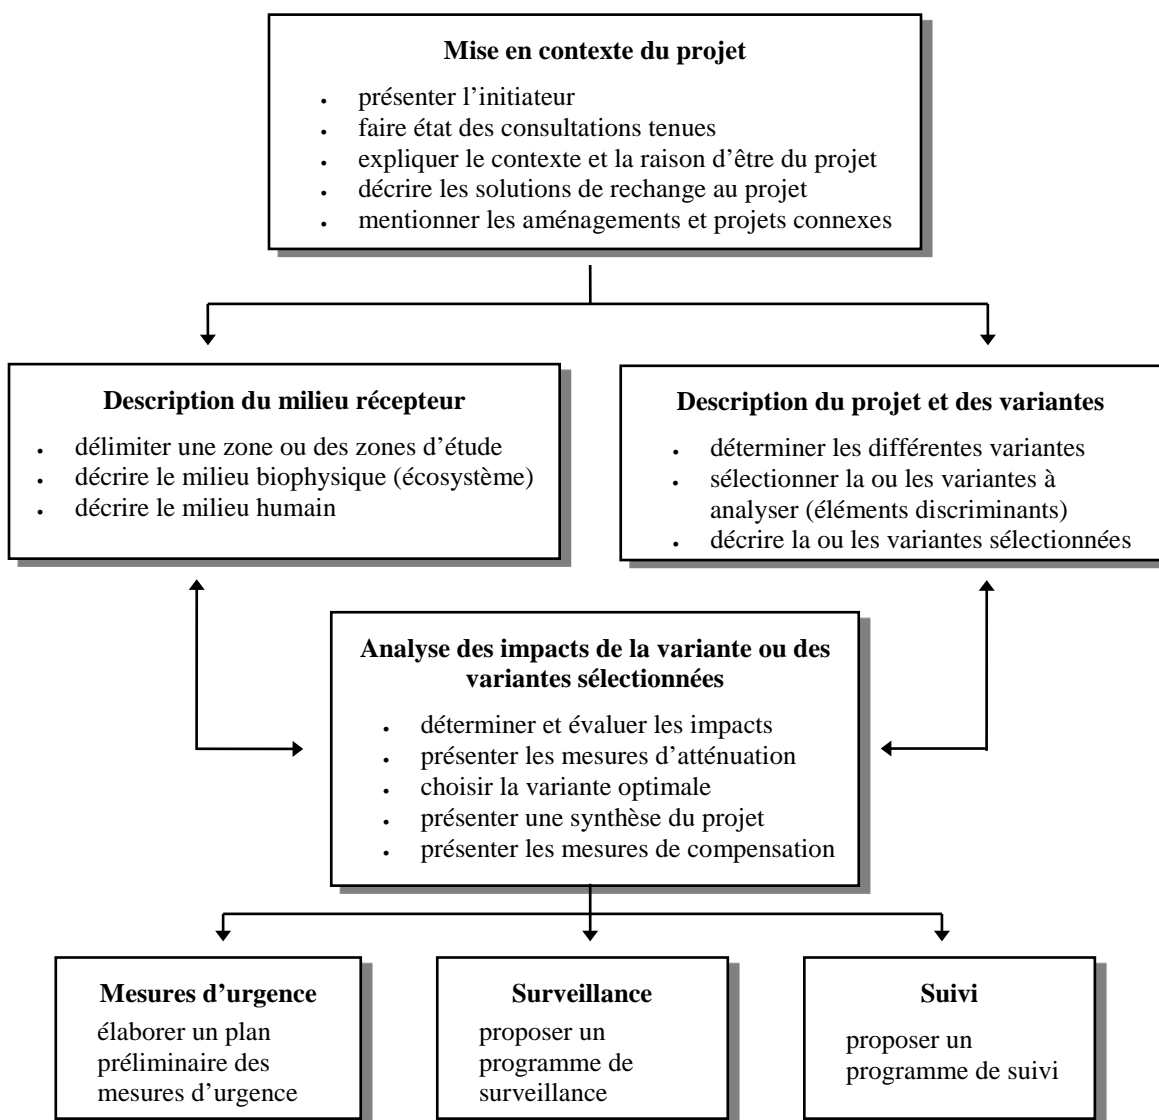 Mise en contexte du projet
• présenter l’initiateur
• faire état des consultations tenues
• expliquer le contexte et la raison d’être du projet
• décrire les solutions de rechange au projet
• mentionner les aménagements et projets connexes
Description du milieu récepteur
• délimiter une zone ou des zones d’étude
• décrire le milieu biophysique (écosystème)
• décrire le milieu humain
Description du projet et des variantes
• déterminer les différentes variantes
• sélectionner la ou les variantes à
analyser (éléments discriminants)
• décrire la ou les variantes sélectionnées
Analyse des impacts de la variante ou des
variantes sélectionnées
• déterminer et évaluer les impacts
• présenter les mesures d’atténuation
• choisir la variante optimale
• présenter une synthèse du projet
• présenter les mesures de compensation
Mesures d’urgence
élaborer un plan
préliminaire des
mesures d’urgence
Surveillance
proposer un
programme de
surveillance
Suivi
proposer un
programme de suivi